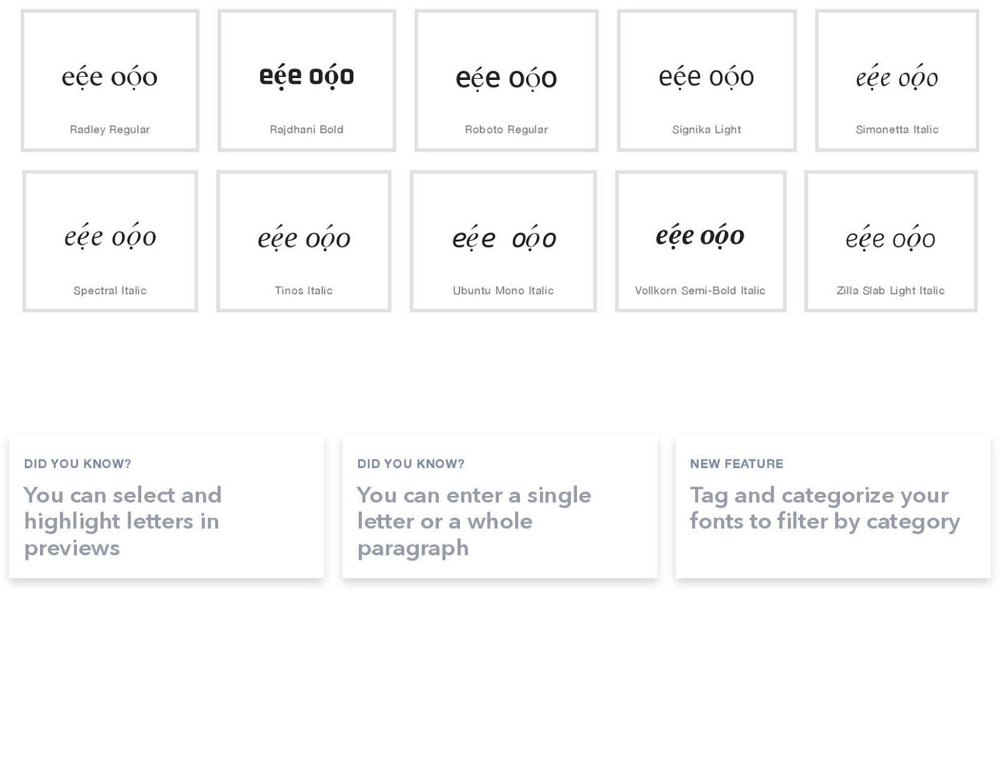 eẹ́e oọ́o eẹ́e oọ́o eẹ́e oọ́o eẹ́e oọ́o eẹ́e oọ́o
Radley Regular Rajdhani Bold Roboto Regular Signika Light Simonetta Italic
eẹ́e oọ́o eẹ́e oọ́o eẹ́e oọ́o eẹ́e oọ́o eẹ́e oọ́o
Spectral Italic Tinos Italic Ubuntu Mono Italic Vollkorn Semi-Bold Italic Zilla Slab Light Italic
DID YOU KNOW?
You can select and
highlight letters in
previews
DID YOU KNOW?
You can enter a single
letter or a whole
paragraph
NEW FEATURE
Tag and categorize your
fonts to filter by category